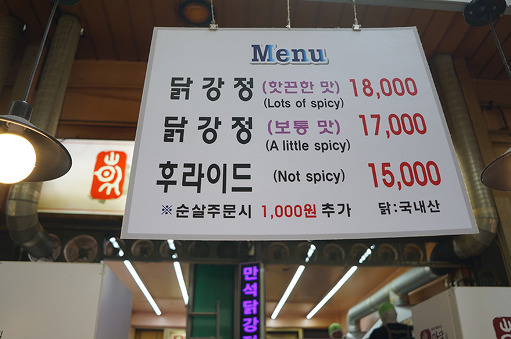 Menu
닭강정 (핫끈한 맛) 18,000
(Lots of spicy)
닭강정 (보통 맛) 17,000
(A little spicy)
후라이드 (Not spicy) 15,000
※순살주문시 1,000원 추가 닭:국내산
만석닭강정